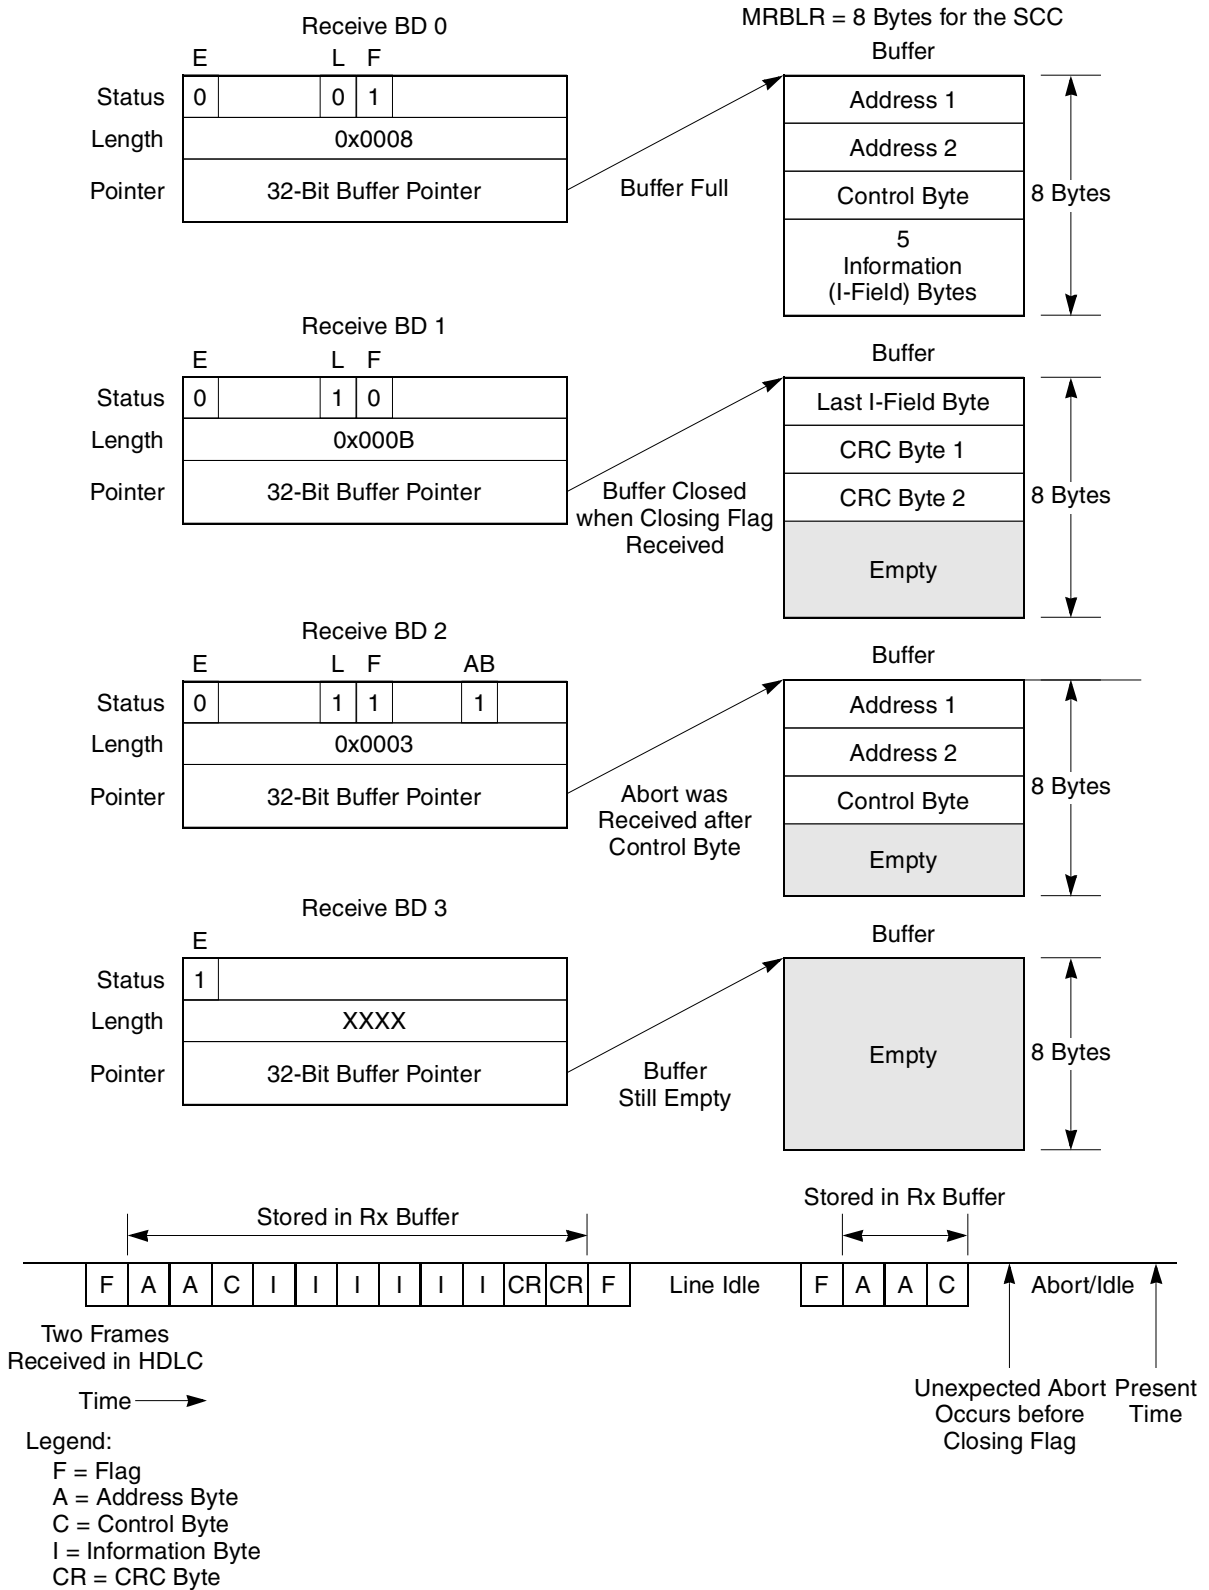 MRBLR = 8 Bytes for the SCC
Receive BD 0
Buffer
E L F
Status 0 0 1
Length 0x0008
Pointer 32-Bit Buffer Pointer
Buffer Full
Address 1
Address 2
Control Byte
5
Information
(I-Field) Bytes
8 Bytes
Receive BD 1
Buffer
E L F
Status 0 1 0
Length 0x000B
Pointer 32-Bit Buffer Pointer
Buffer Closed
when Closing Flag
Received
Last I-Field Byte
CRC Byte 1
CRC Byte 2
Empty
8 Bytes
Receive BD 2
Buffer
E L F AB
Status 0 1 1 1
Length 0x0003
Pointer 32-Bit Buffer Pointer
Abort was
Received after
Control Byte
Address 1
Address 2
Control Byte
Empty
8 Bytes
Receive BD 3
Buffer
E
Status 1
Length XXXX
Pointer 32-Bit Buffer Pointer
Buffer
Still Empty
Empty
8 Bytes
Stored in Rx Buffer
Stored in Rx Buffer
F A A C I I I I I I CR CR F Line Idle F A A C Abort/Idle
Two Frames
Received in HDLC
Time
Unexpected Abort
Occurs before
Closing Flag
Present
Time
Legend:
F = Flag
A = Address Byte
C = Control Byte
I = Information Byte
CR = CRC Byte